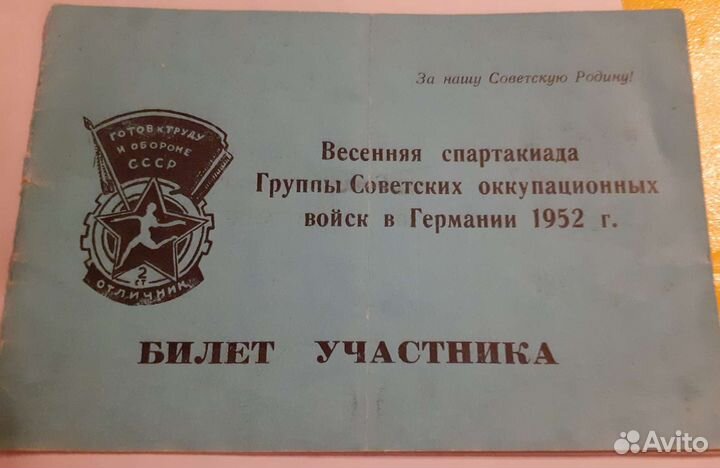 За нашу Советскую Родину!
ГОТОВ К ТРУДУ
И ОБОРОНЕ
СССР
2
СТ
ОТЛИЧНИК
Весенняя спартакиада
Группы Советских оккупационных
войск в Германии 1952 г.
БИЛЕТ УЧАСТНИКА
Avito